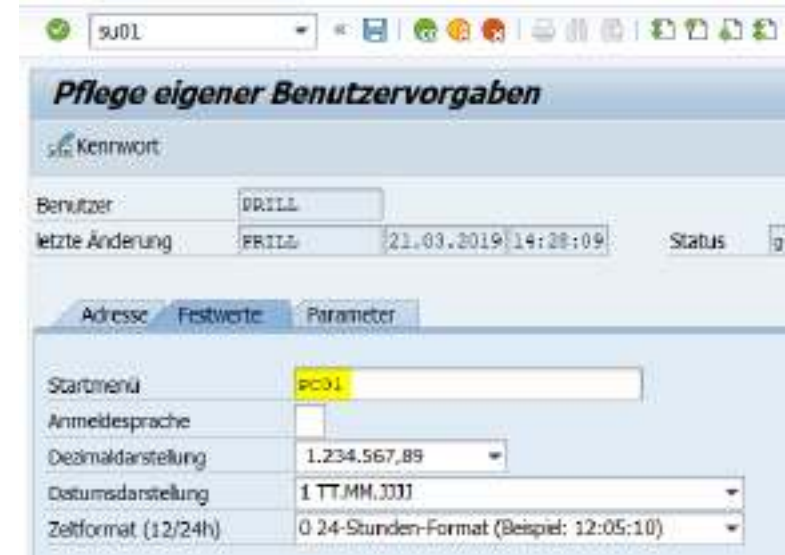 su01
Pflege eigener Benutzervorgaben
Kennwort
Benutzer PRILL
letzte Änderung PRILL 21.03.2019 14:28:09 Status
Adresse Festwerte Parameter
Startmenü pc01
Anmeldesprache
Dezimaldarstellung 1.234.567,89
Datumsdarstellung 1 TT.MM.JJJJ
Zeitformat (12/24h) 0 24-Stunden-Format (Beispiel: 12:05:10)